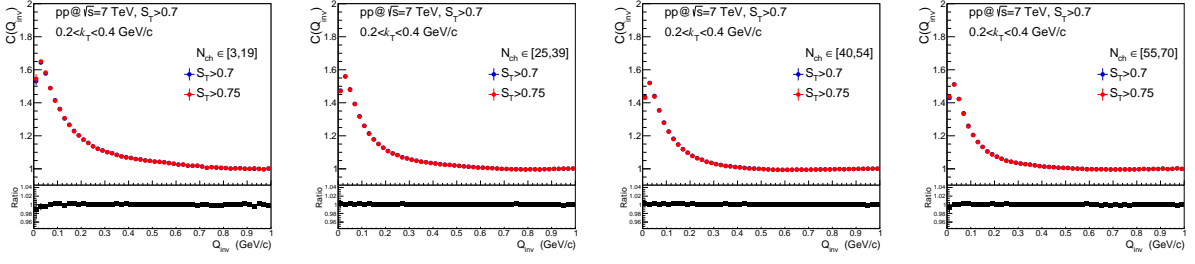 pp@√s=7 TeV, S_T>0.7
0.2<k_T<0.4 GeV/c
N_ch ∈ [3,19]
S_T>0.7
S_T>0.75
C(Q_inv)
2
1.8
1.6
1.4
1.2
1
Ratio
1.04
1.02
1
0.98
0.96
0 0.1 0.2 0.3 0.4 0.5 0.6 0.7 0.8 0.9 1
Q_inv (GeV/c)
pp@√s=7 TeV, S_T>0.7
0.2<k_T<0.4 GeV/c
N_ch ∈ [25,39]
S_T>0.7
S_T>0.75
C(Q_inv)
2
1.8
1.6
1.4
1.2
1
Ratio
1.04
1.02
1
0.98
0.96
0 0.1 0.2 0.3 0.4 0.5 0.6 0.7 0.8 0.9 1
Q_inv (GeV/c)
pp@√s=7 TeV, S_T>0.7
0.2<k_T<0.4 GeV/c
N_ch ∈ [40,54]
S_T>0.7
S_T>0.75
C(Q_inv)
2
1.8
1.6
1.4
1.2
1
Ratio
1.04
1.02
1
0.98
0.96
0 0.1 0.2 0.3 0.4 0.5 0.6 0.7 0.8 0.9 1
Q_inv (GeV/c)
pp@√s=7 TeV, S_T>0.7
0.2<k_T<0.4 GeV/c
N_ch ∈ [55,70]
S_T>0.7
S_T>0.75
C(Q_inv)
2
1.8
1.6
1.4
1.2
1
Ratio
1.04
1.02
1
0.98
0.96
0 0.1 0.2 0.3 0.4 0.5 0.6 0.7 0.8 0.9 1
Q_inv (GeV/c)